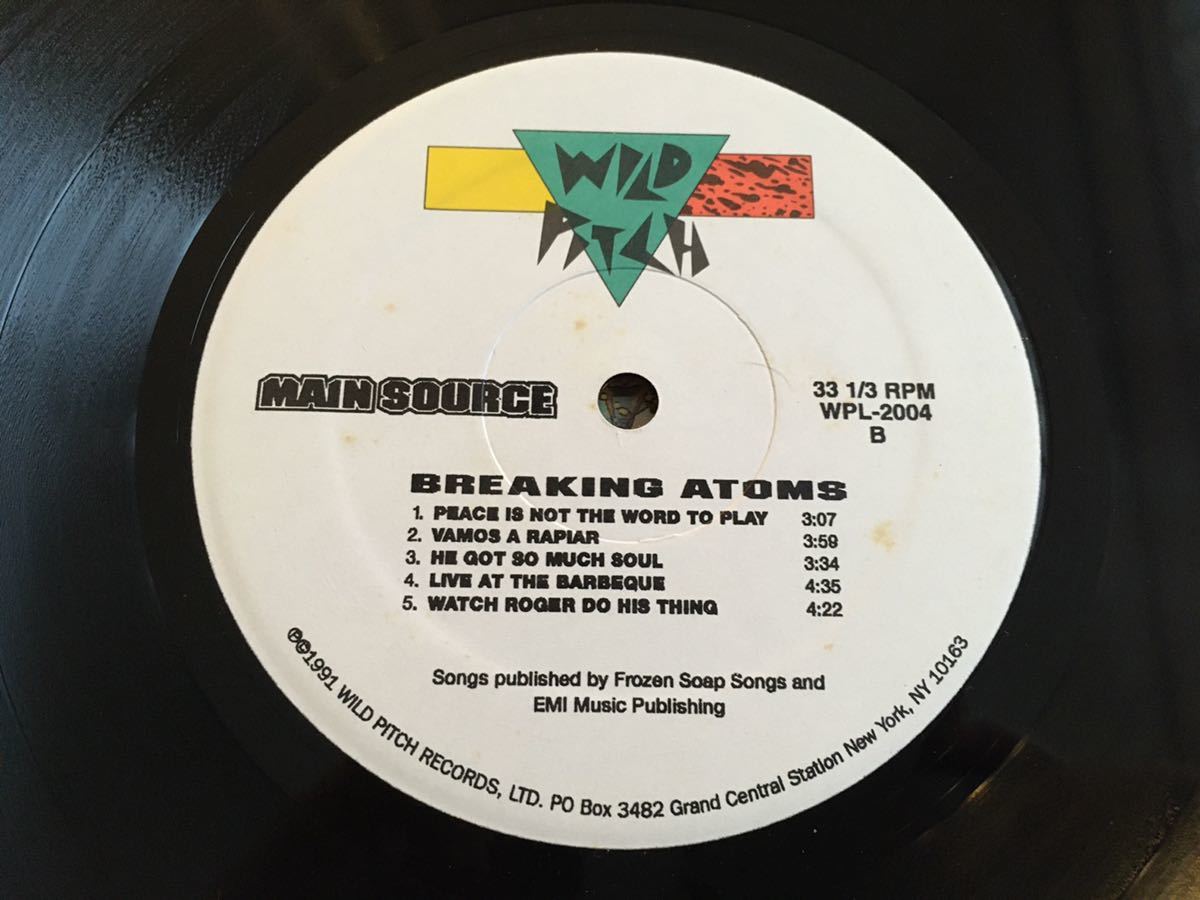 WILD
PITCH
MAIN SOURCE
33 1/3 RPM
WPL-2004
B
BREAKING ATOMS
1. PEACE IS NOT THE WORD TO PLAY 3:07
2. VAMOS A RAPIAR 3:59
3. HE GOT SO MUCH SOUL 3:34
4. LIVE AT THE BARBEQUE 4:35
5. WATCH ROGER DO HIS THING 4:22
Songs published by Frozen Soap Songs and
EMI Music Publishing
℗©1991 WILD PITCH RECORDS, LTD. PO Box 3482 Grand Central Station New York, NY 10163